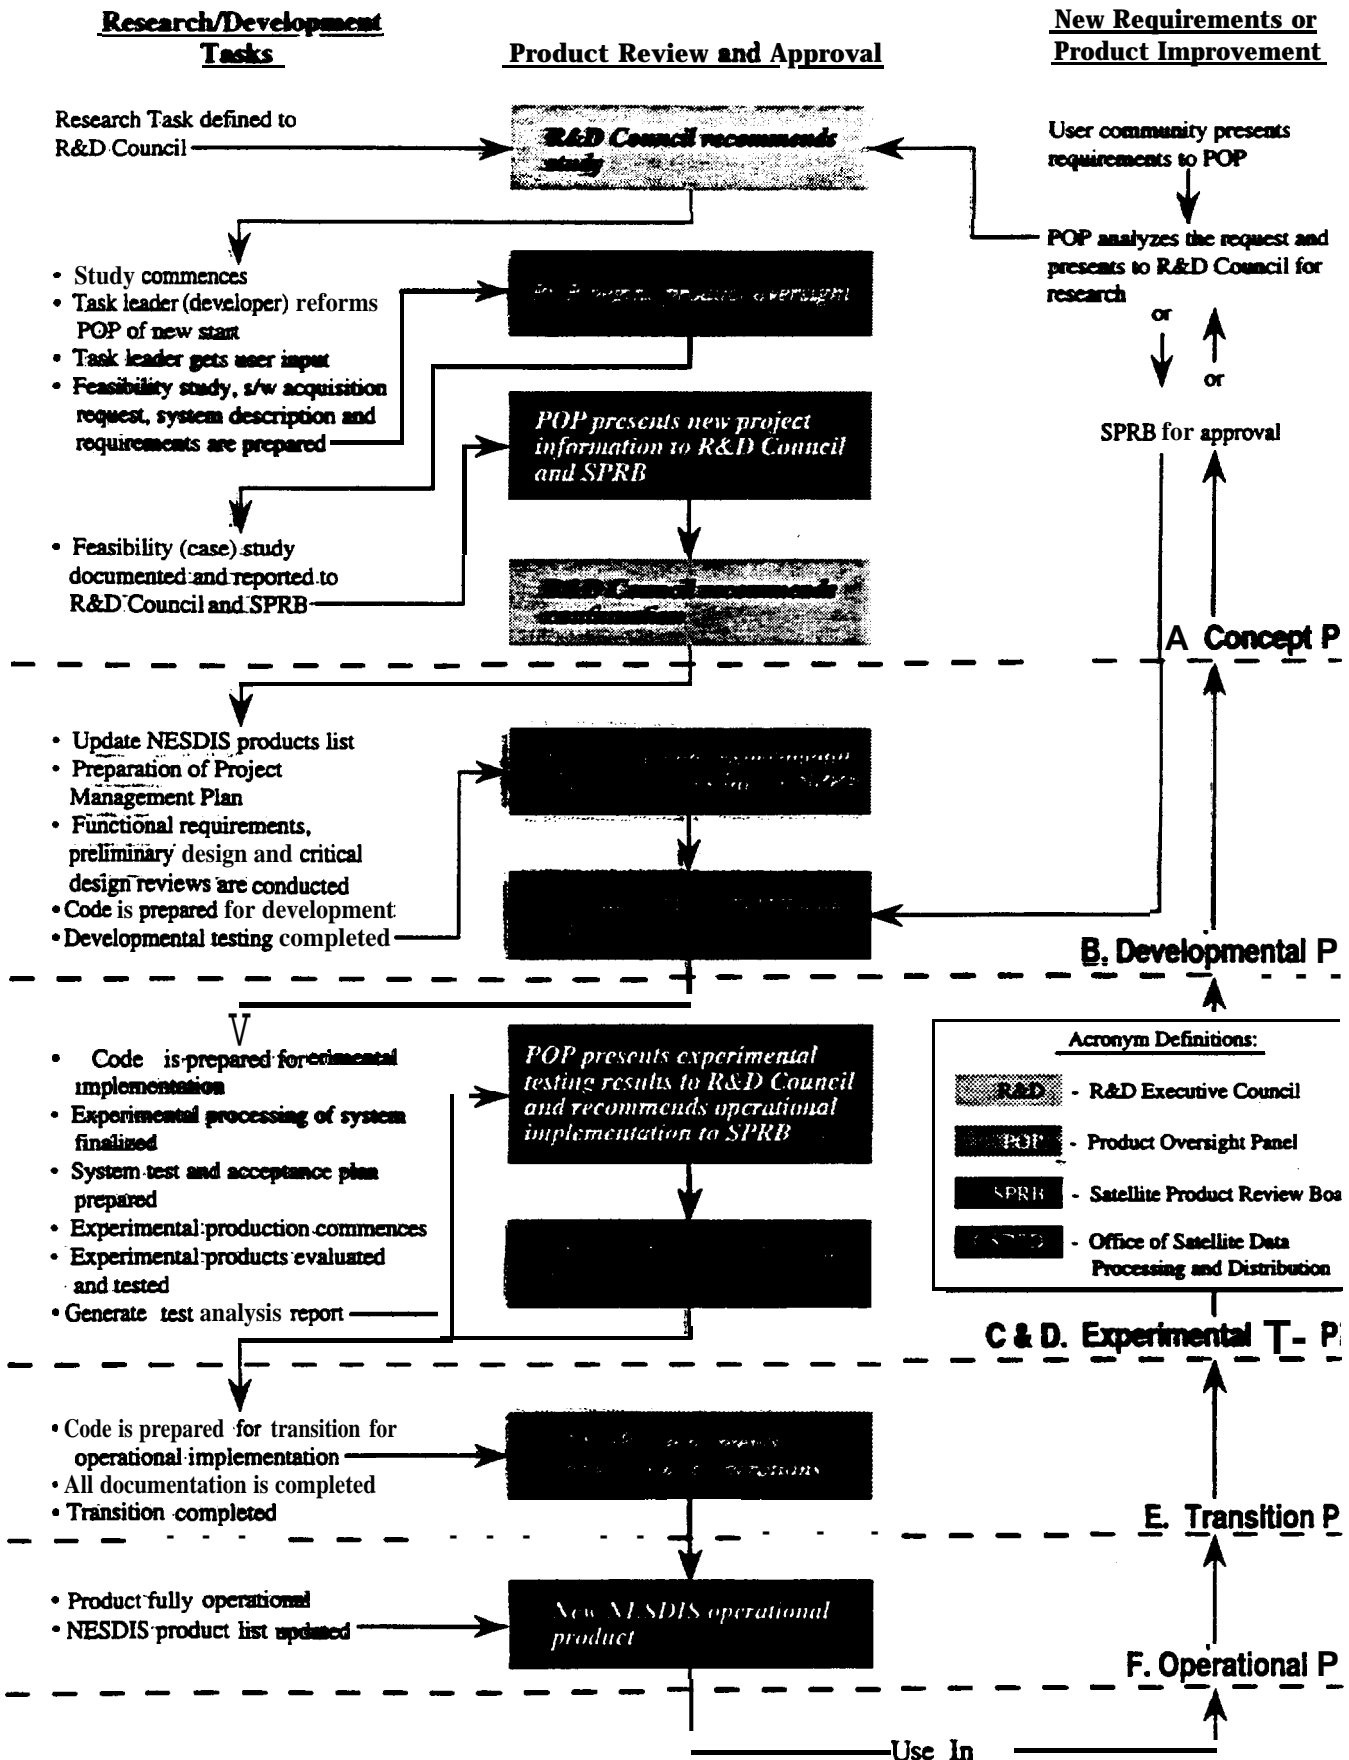 Research/Development
Tasks
Product Review and Approval
New Requirements or
Product Improvement
Research Task defined to
R&D Council
R&D Council recommends
study
User community presents
requirements to POP
POP analyzes the request and
presents to R&D Council for
research
or
or
SPRB for approval
• Study commences
• Task leader (developer) reforms
POP of new start
• Task leader gets user input
• Feasibility study, s/w acquisition
request, system description and
requirements are prepared
product oversight
POP presents new project
information to R&D Council
and SPRB
• Feasibility (case) study
documented and reported to
R&D Council and SPRB
R&D Council recommends
A Concept P
• Update NESDIS products list
• Preparation of Project
Management Plan
• Functional requirements,
preliminary design and critical
design reviews are conducted
• Code is prepared for development
• Developmental testing completed
B. Developmental P
• Code is prepared for erimental
implementation
• Experimental processing of system
finalized
• System test and acceptance plan
prepared
• Experimental production commences
• Experimental products evaluated
and tested
• Generate test analysis report
POP presents experimental
testing results to R&D Council
and recommends operational
implementation to SPRB
Acronym Definitions:
R&D - R&D Executive Council
POP - Product Oversight Panel
SPRB - Satellite Product Review Boa
- Office of Satellite Data
Processing and Distribution
C & D. Experimental T- P
• Code is prepared for transition for
operational implementation
• All documentation is completed
• Transition completed
E. Transition P
• Product fully operational
• NESDIS product list updated
New NESDIS operational
product
F. Operational P
Use In